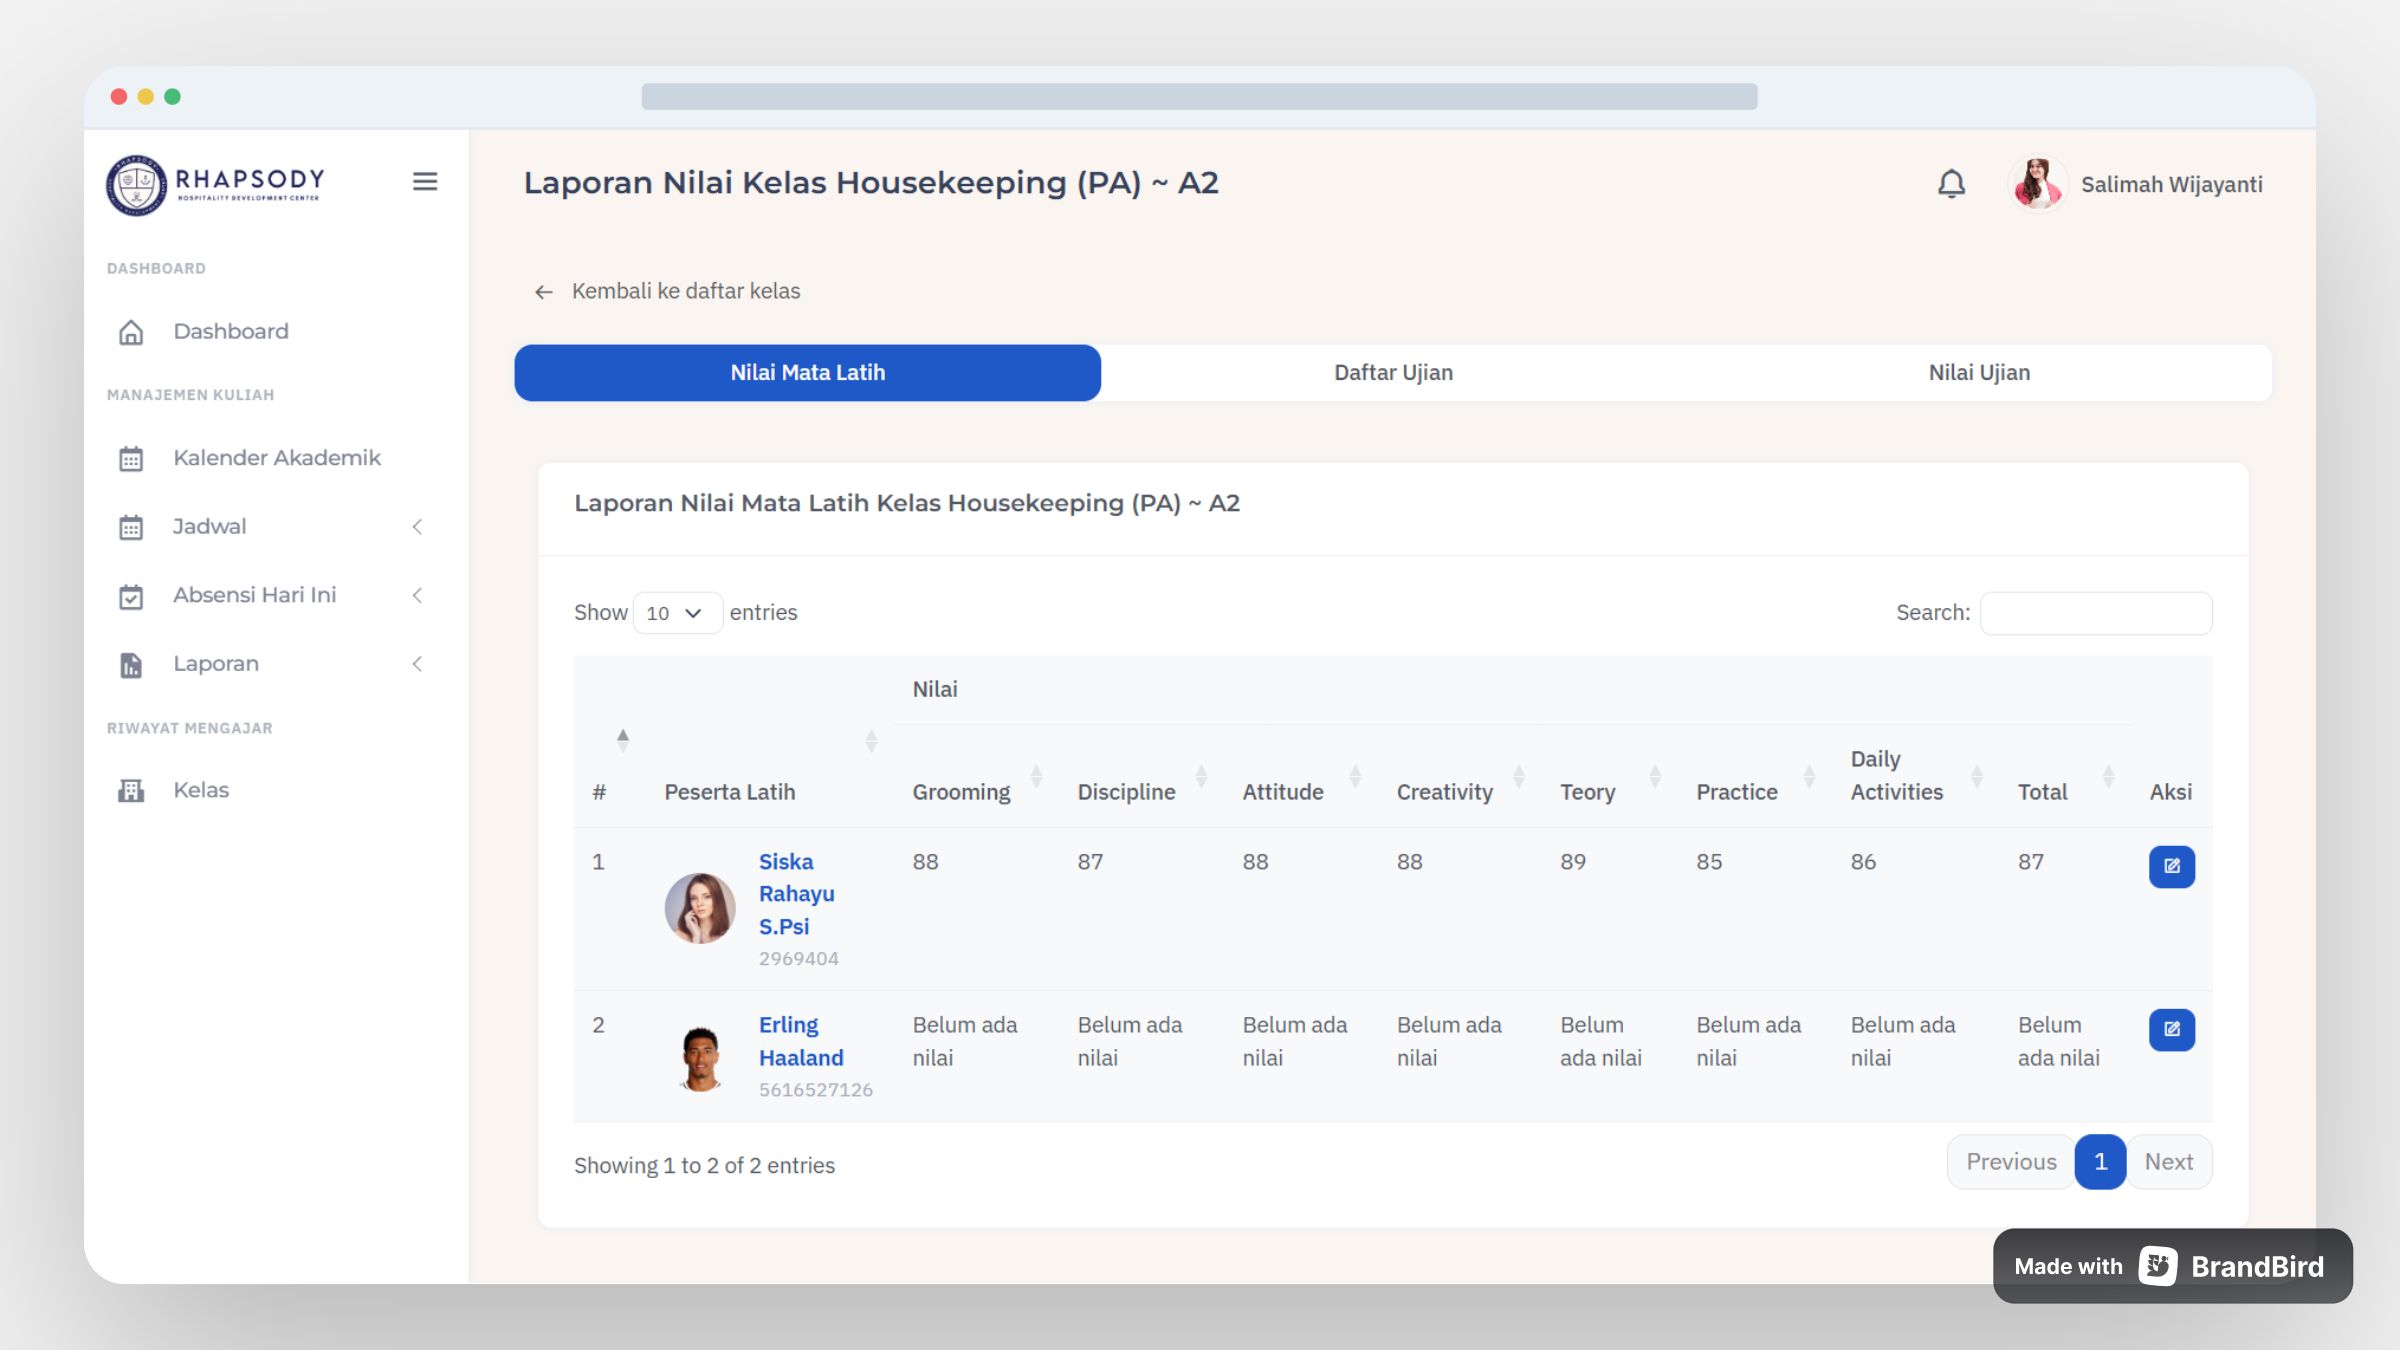 RHAPSODY
HOSPITALITY DEVELOPMENT CENTER
Laporan Nilai Kelas Housekeeping (PA) ~ A2
Salimah Wijayanti
DASHBOARD
Dashboard
MANAJEMEN KULIAH
Kalender Akademik
Jadwal
Absensi Hari Ini
Laporan
RIWAYAT MENGAJAR
Kelas
Kembali ke daftar kelas
Nilai Mata Latih
Daftar Ujian
Nilai Ujian
Laporan Nilai Mata Latih Kelas Housekeeping (PA) ~ A2
Show 10 entries
Search:
Nilai
# Peserta Latih Grooming Discipline Attitude Creativity Teory Practice Daily Activities Total Aksi
1 Siska Rahayu S.Psi 2969404 88 87 88 88 89 85 86 87
2 Erling Haaland 5616527126 Belum ada nilai Belum ada nilai Belum ada nilai Belum ada nilai Belum ada nilai Belum ada nilai Belum ada nilai Belum ada nilai
Showing 1 to 2 of 2 entries
Previous 1 Next
Made with BrandBird